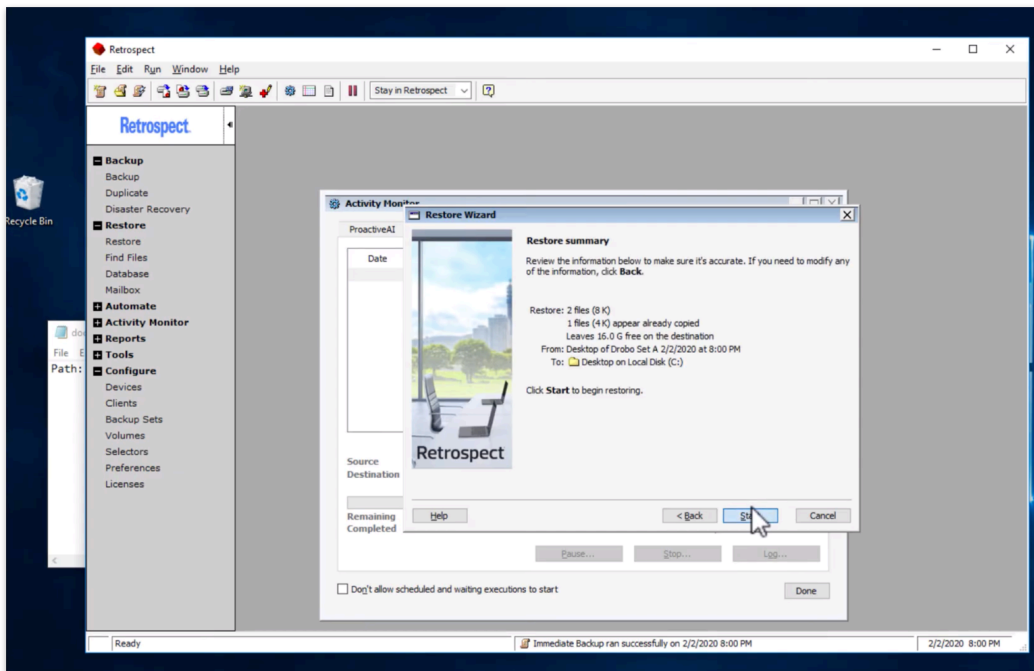 Retrospect
File Edit Run Window Help
Stay in Retrospect
Retrospect
Backup
Backup
Duplicate
Disaster Recovery
Restore
Restore
Find Files
Database
Mailbox
Automate
Activity Monitor
Reports
Tools
Configure
Devices
Clients
Backup Sets
Volumes
Selectors
Preferences
Licenses
Recycle Bin
File
Path:
Activity Monitor
ProactiveAI
Date
Source
Destination
Remaining
Completed
Restore Wizard
Restore summary
Review the information below to make sure it's accurate. If you need to modify any
of the information, click Back.
Restore: 2 files (8 K)
1 files (4 K) appear already copied
Leaves 16.0 G free on the destination
From: Desktop of Drobo Set A 2/2/2020 at 8:00 PM
To: Desktop on Local Disk (C:)
Click Start to begin restoring.
Retrospect
Help
< Back
Cancel
Pause... Stop... Log...
Don't allow scheduled and waiting executions to start
Done
Ready
Immediate Backup ran successfully on 2/2/2020 8:00 PM
2/2/2020 8:00 PM